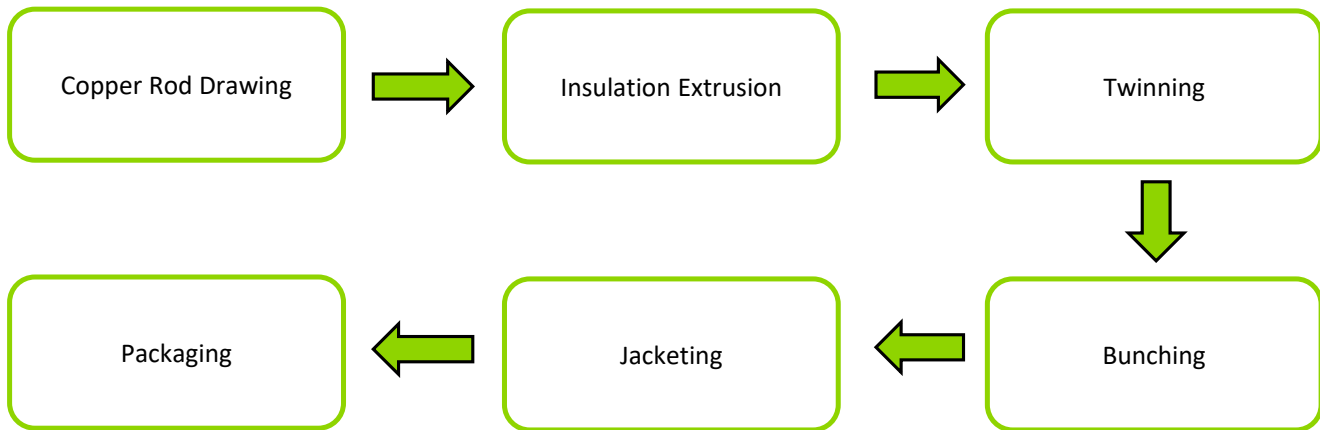 Copper Rod Drawing
Insulation Extrusion
Twinning
Bunching
Jacketing
Packaging